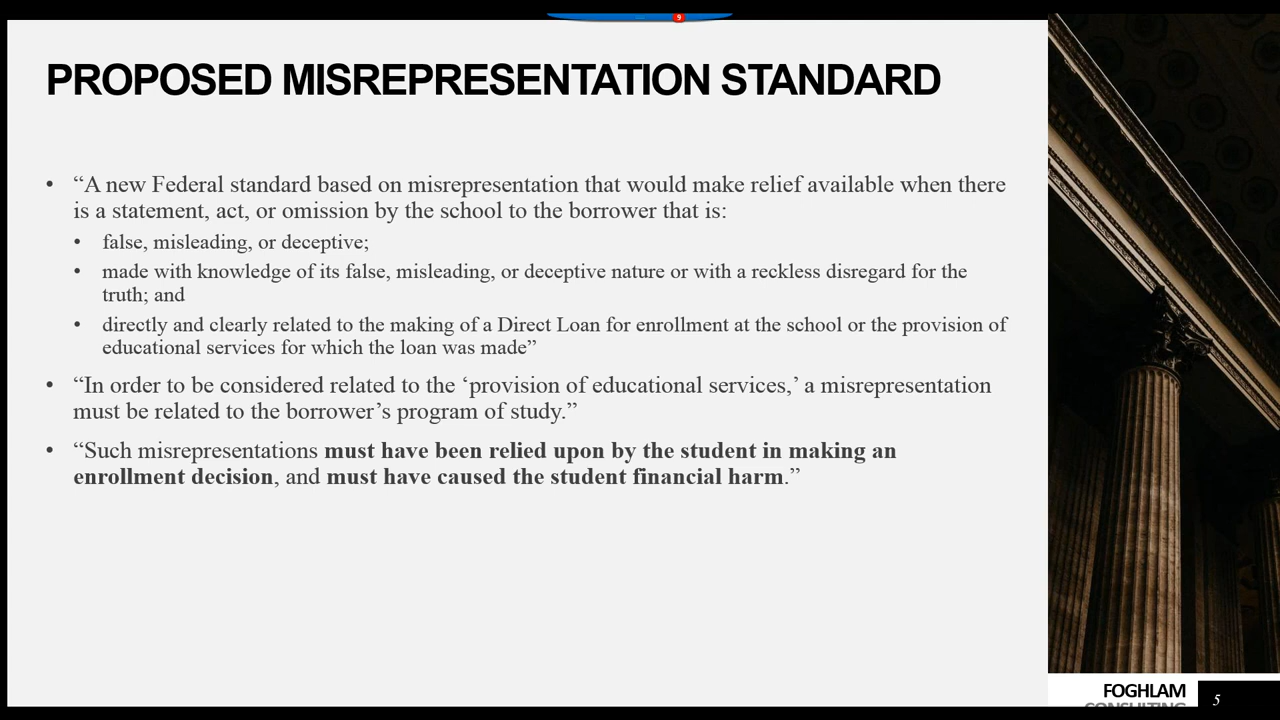 9
PROPOSED MISREPRESENTATION STANDARD
• “A new Federal standard based on misrepresentation that would make relief available when there
is a statement, act, or omission by the school to the borrower that is:
• false, misleading, or deceptive;
• made with knowledge of its false, misleading, or deceptive nature or with a reckless disregard for the
truth; and
• directly and clearly related to the making of a Direct Loan for enrollment at the school or the provision of
educational services for which the loan was made”
• “In order to be considered related to the ‘provision of educational services,’ a misrepresentation
must be related to the borrower’s program of study.”
• “Such misrepresentations must have been relied upon by the student in making an
enrollment decision, and must have caused the student financial harm.”
FOGHLAM
CONSULTING
5